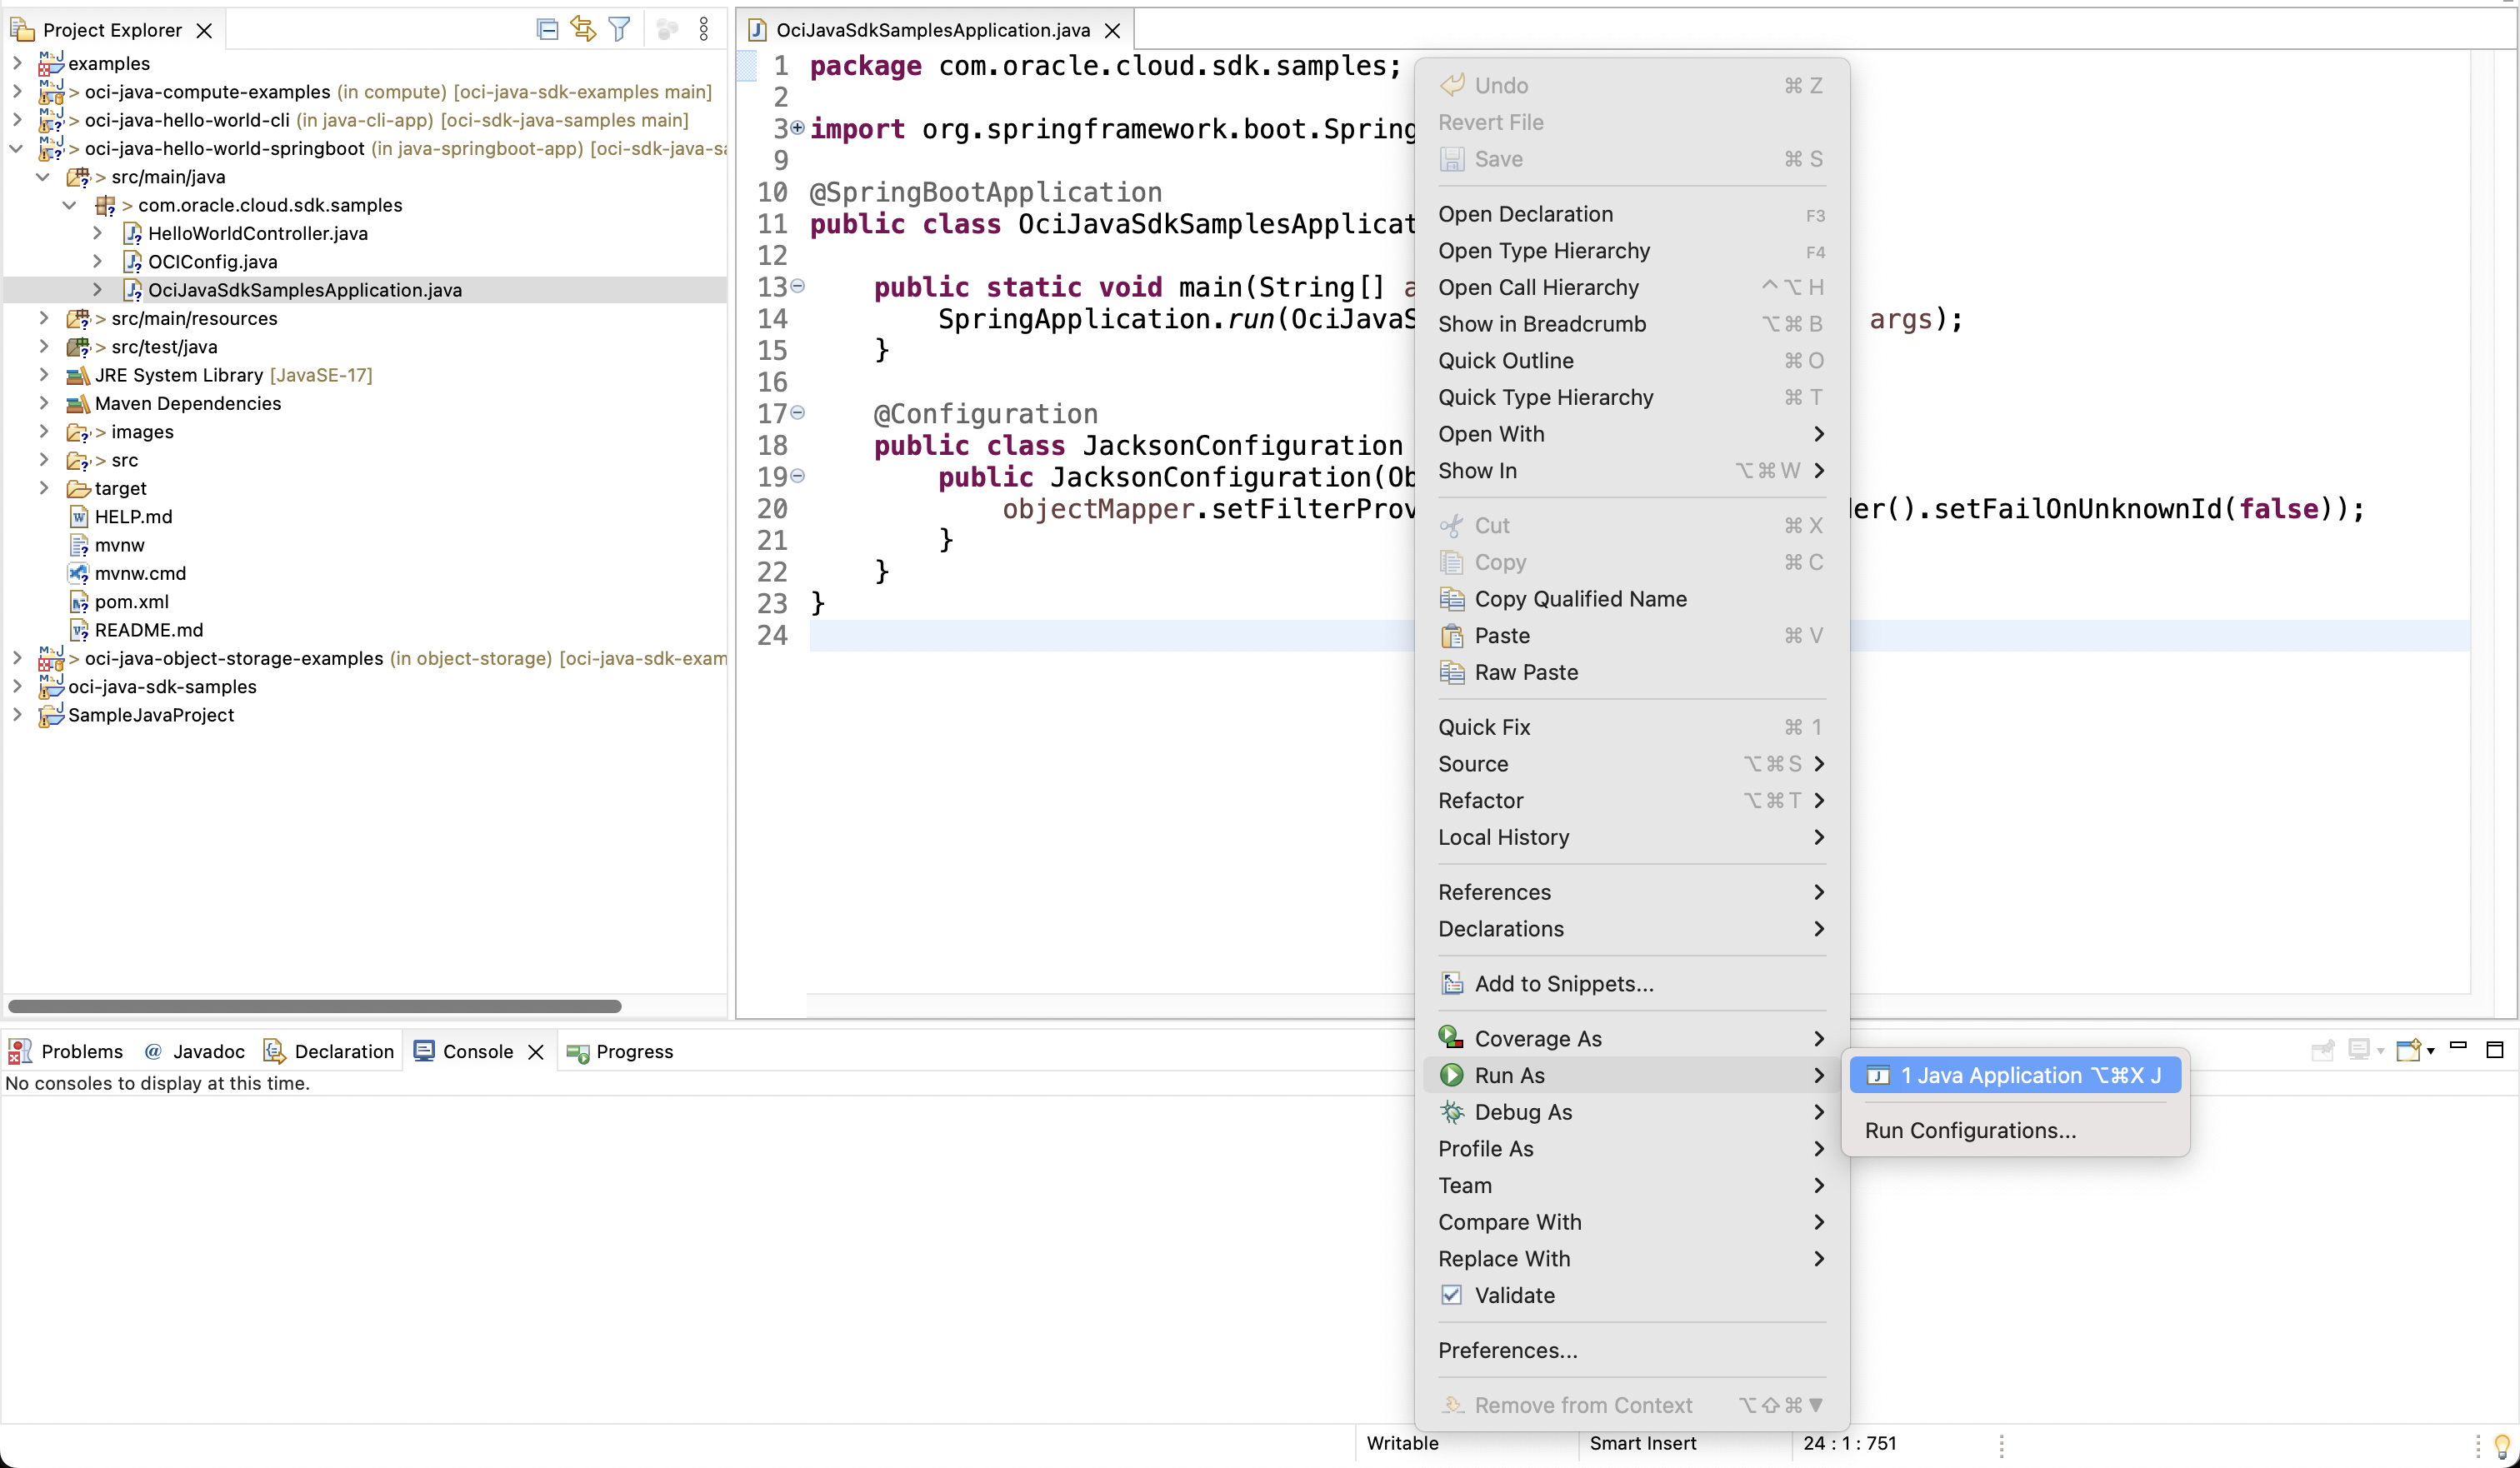 Project Explorer
examples
> oci-java-compute-examples (in compute) [oci-java-sdk-examples main]
> oci-java-hello-world-cli (in java-cli-app) [oci-sdk-java-samples main]
> oci-java-hello-world-springboot (in java-springboot-app) [oci-sdk-java-sa
> src/main/java
> com.oracle.cloud.sdk.samples
HelloWorldController.java
OCIConfig.java
OciJavaSdkSamplesApplication.java
> src/main/resources
> src/test/java
JRE System Library [JavaSE-17]
Maven Dependencies
> images
> src
target
HELP.md
mvnw
mvnw.cmd
pom.xml
README.md
> oci-java-object-storage-examples (in object-storage) [oci-java-sdk-exam
oci-java-sdk-samples
SampleJavaProject
OciJavaSdkSamplesApplication.java
1 package com.oracle.cloud.sdk.samples;
2
3 import org.springframework.boot.Spring
9
10 @SpringBootApplication
11 public class OciJavaSdkSamplesApplicat
12
13 public static void main(String[] a
14 SpringApplication.run(OciJavaS args);
15 }
16
17 @Configuration
18 public class JacksonConfiguration
19 public JacksonConfiguration(Ob
20 objectMapper.setFilterProv der().setFailOnUnknownId(false));
21 }
22 }
23 }
24
Undo ⌘ Z
Revert File
Save ⌘ S
Open Declaration F3
Open Type Hierarchy F4
Open Call Hierarchy ^⌥H
Show in Breadcrumb ⌥⌘B
Quick Outline ⌘ O
Quick Type Hierarchy ⌘ T
Open With
Show In ⌥⌘W
Cut ⌘ X
Copy ⌘ C
Copy Qualified Name
Paste ⌘ V
Raw Paste
Quick Fix ⌘ 1
Source ⌥⌘S
Refactor ⌥⌘T
Local History
References
Declarations
Add to Snippets...
Coverage As
Run As
Debug As
Profile As
Team
Compare With
Replace With
Validate
Preferences...
Remove from Context ⌥⇧⌘▼
1 Java Application ⌥⌘X J
Run Configurations...
Problems @ Javadoc Declaration Console Progress
No consoles to display at this time.
Writable Smart Insert 24 : 1 : 751